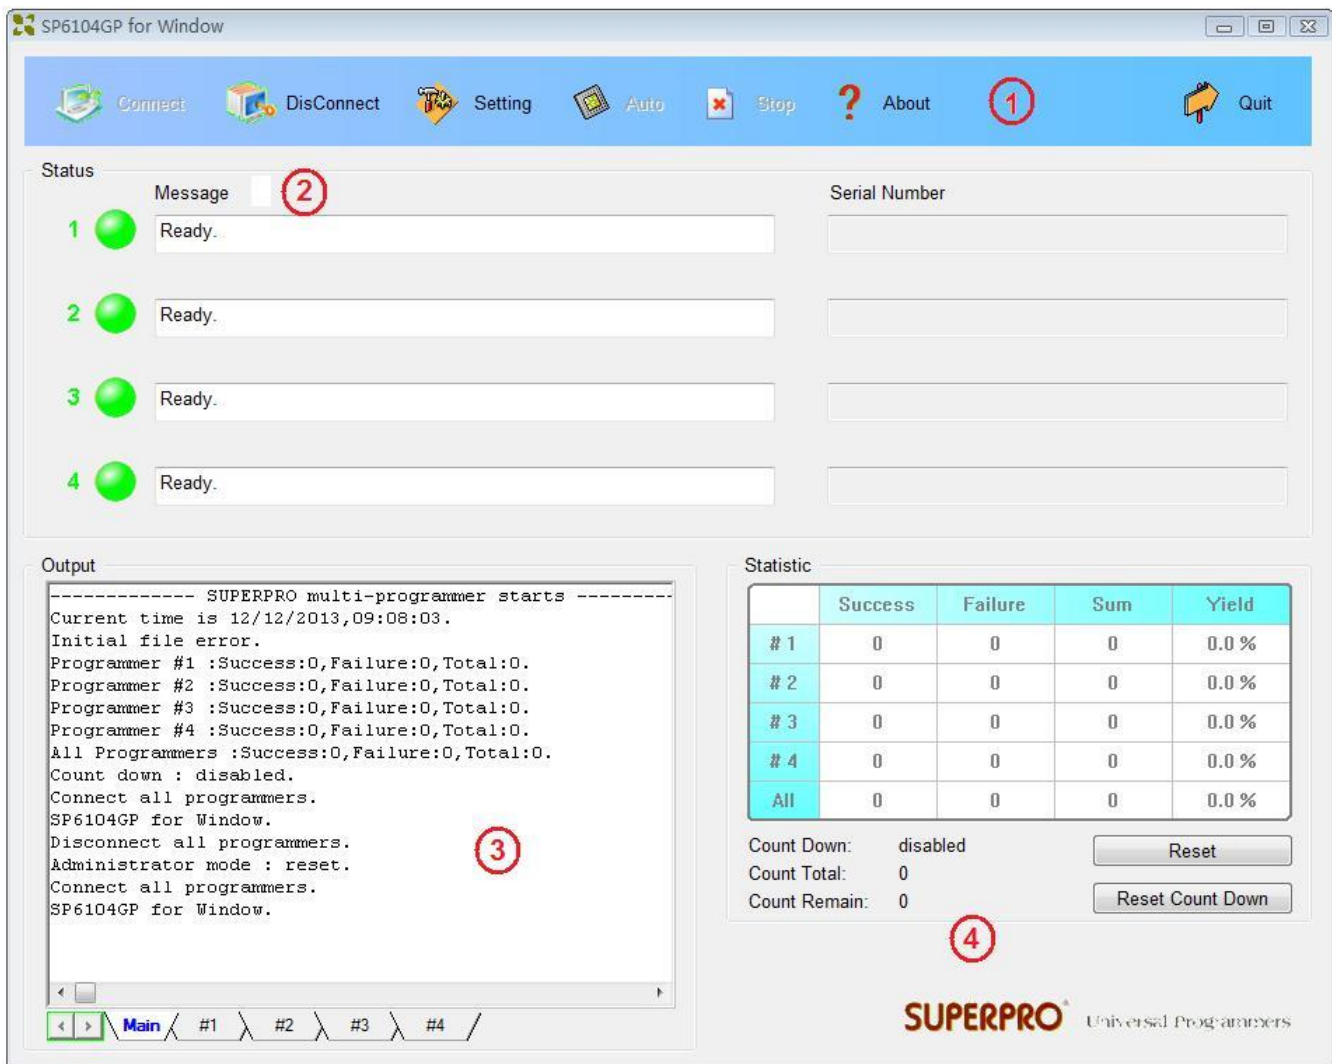 SP6104GP for Window
Connect DisConnect Setting Auto Stop ? About 1 Quit
Status
Message 2 Serial Number
1 Ready.
2 Ready.
3 Ready.
4 Ready.
Output
------------- SUPERPRO multi-programmer starts ---------
Current time is 12/12/2013,09:08:03.
Initial file error.
Programmer #1 :Success:0,Failure:0,Total:0.
Programmer #2 :Success:0,Failure:0,Total:0.
Programmer #3 :Success:0,Failure:0,Total:0.
Programmer #4 :Success:0,Failure:0,Total:0.
All Programmers :Success:0,Failure:0,Total:0.
Count down : disabled.
Connect all programmers.
SP6104GP for Window.
Disconnect all programmers.
Administrator mode : reset.
Connect all programmers.
SP6104GP for Window.
3
Main #1 #2 #3 #4
Statistic
Success Failure Sum Yield
# 1 0 0 0 0.0 %
# 2 0 0 0 0.0 %
# 3 0 0 0 0.0 %
# 4 0 0 0 0.0 %
All 0 0 0 0.0 %
Count Down: disabled
Reset
Count Total: 0
Count Remain: 0
Reset Count Down
4
SUPERPRO® Universal Programmers